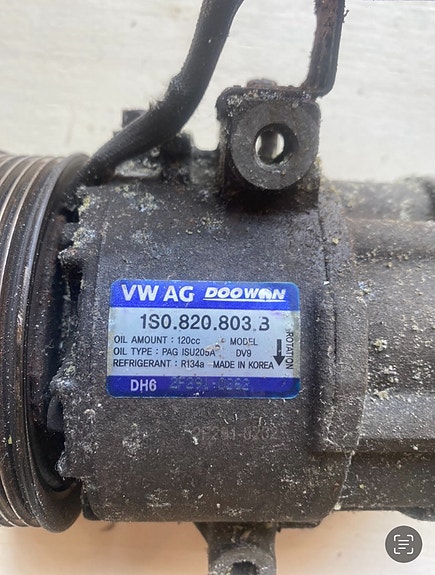 VW AG DOOWON
1S0.820.803.B
OIL AMOUNT : 120cc MODEL
OIL TYPE : PAG ISU205A DV9
REFRIGERANT : R134a MADE IN KOREA
ROTATION
DH6